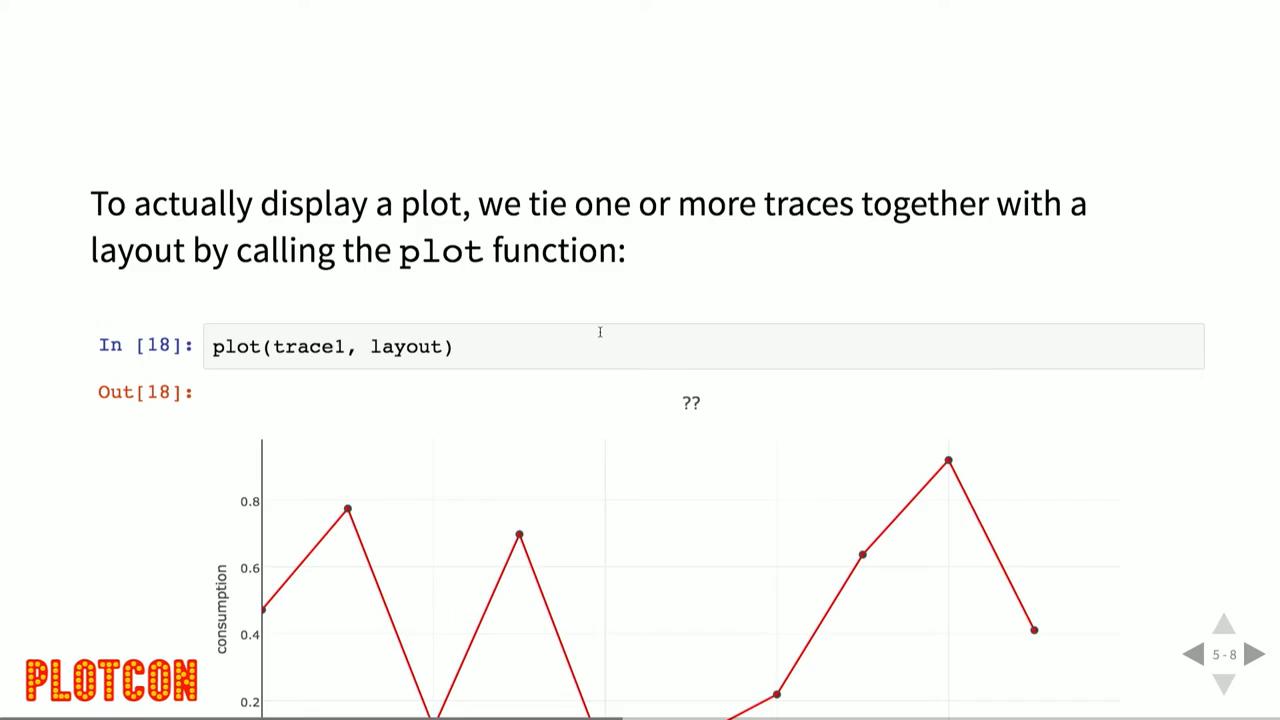 To actually display a plot, we tie one or more traces together with a
layout by calling the plot function:
In [18]:
plot(trace1, layout)
Out[18]:
??
0.8
0.6
0.4
0.2
consumption
PLOTCON
5-8